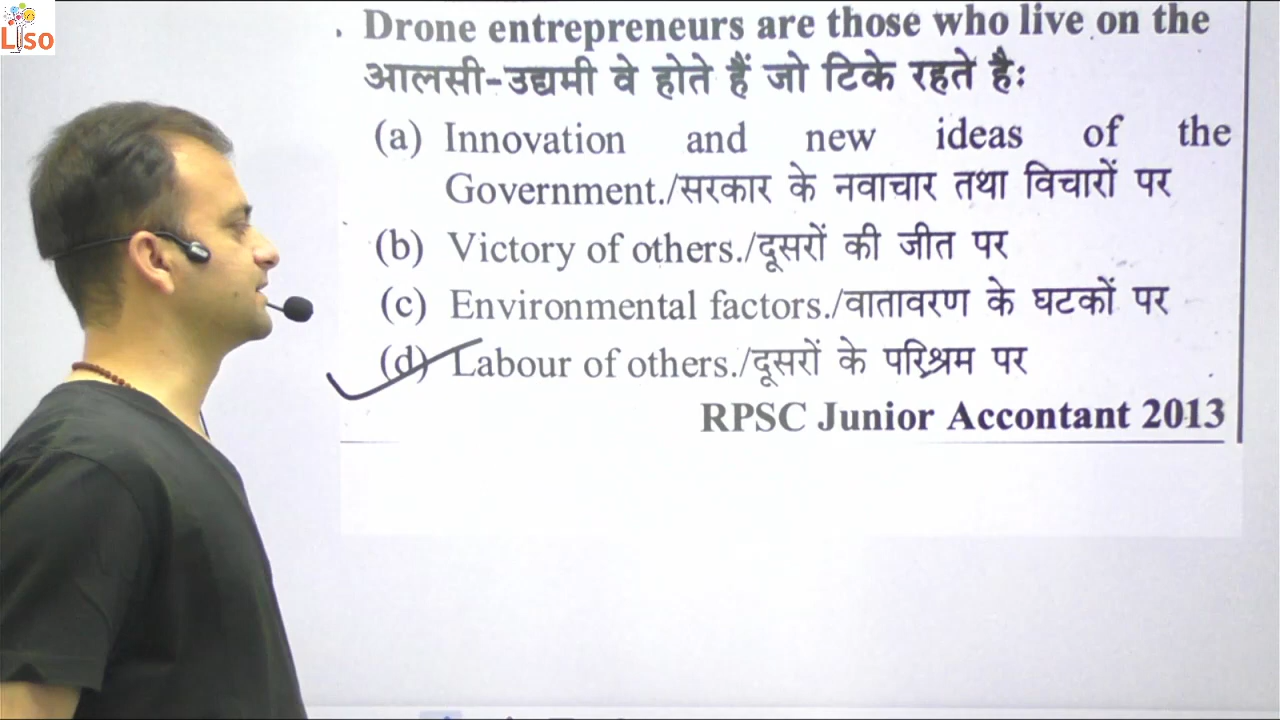 Liso
. Drone entrepreneurs are those who live on the
आलसी-उद्यमी वे होते हैं जो टिके रहते हैः
(a) Innovation and new ideas of the
Government./सरकार के नवाचार तथा विचारों पर
(b) Victory of others./दूसरों की जीत पर
(c) Environmental factors./वातावरण के घटकों पर
(d) Labour of others./दूसरों के परिश्रम पर
RPSC Junior Accontant 2013